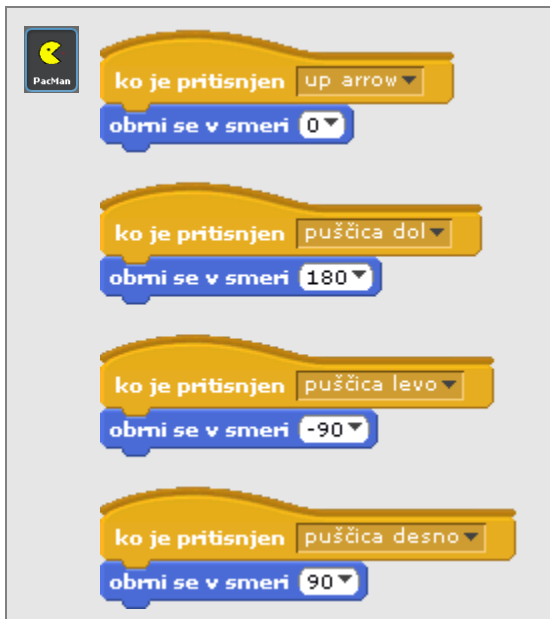 PacMan
ko je pritisnjen up arrow
obrni se v smeri 0
ko je pritisnjen puščica dol
obrni se v smeri 180
ko je pritisnjen puščica levo
obrni se v smeri -90
ko je pritisnjen puščica desno
obrni se v smeri 90